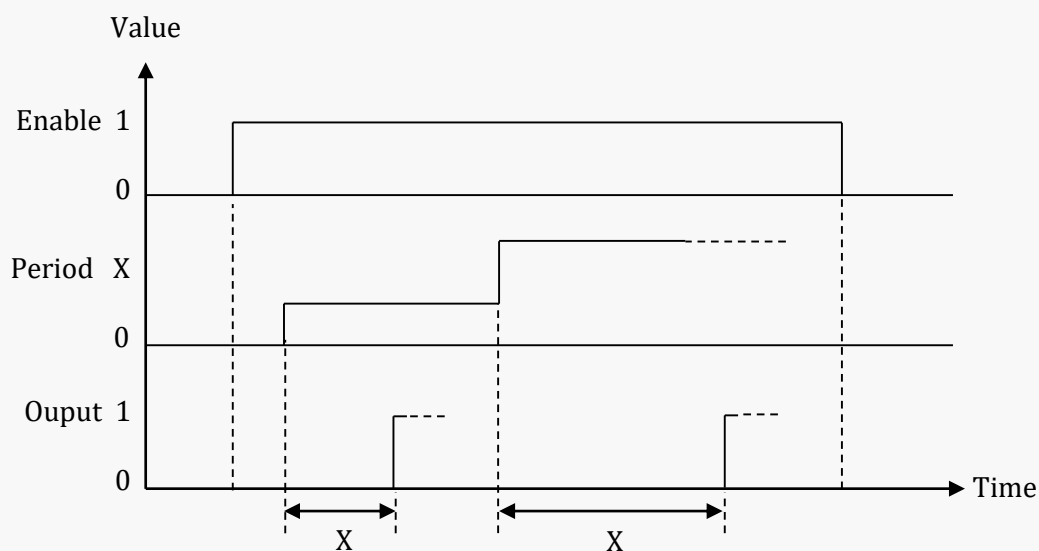 Value
Enable 1
0
Period X
0
Ouput 1
0
Time
X X